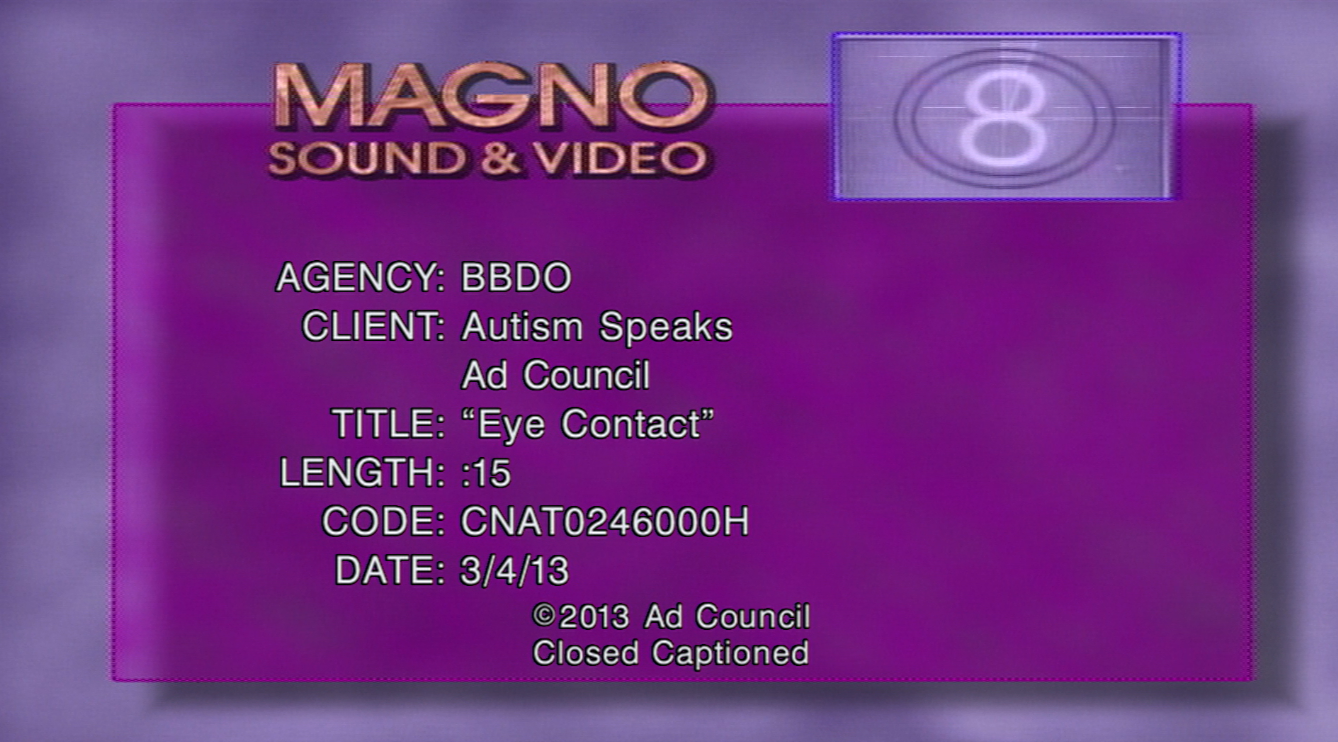 MAGNO
SOUND & VIDEO
8
AGENCY: BBDO
CLIENT: Autism Speaks
Ad Council
TITLE: “Eye Contact”
LENGTH: :15
CODE: CNAT0246000H
DATE: 3/4/13
©2013 Ad Council
Closed Captioned